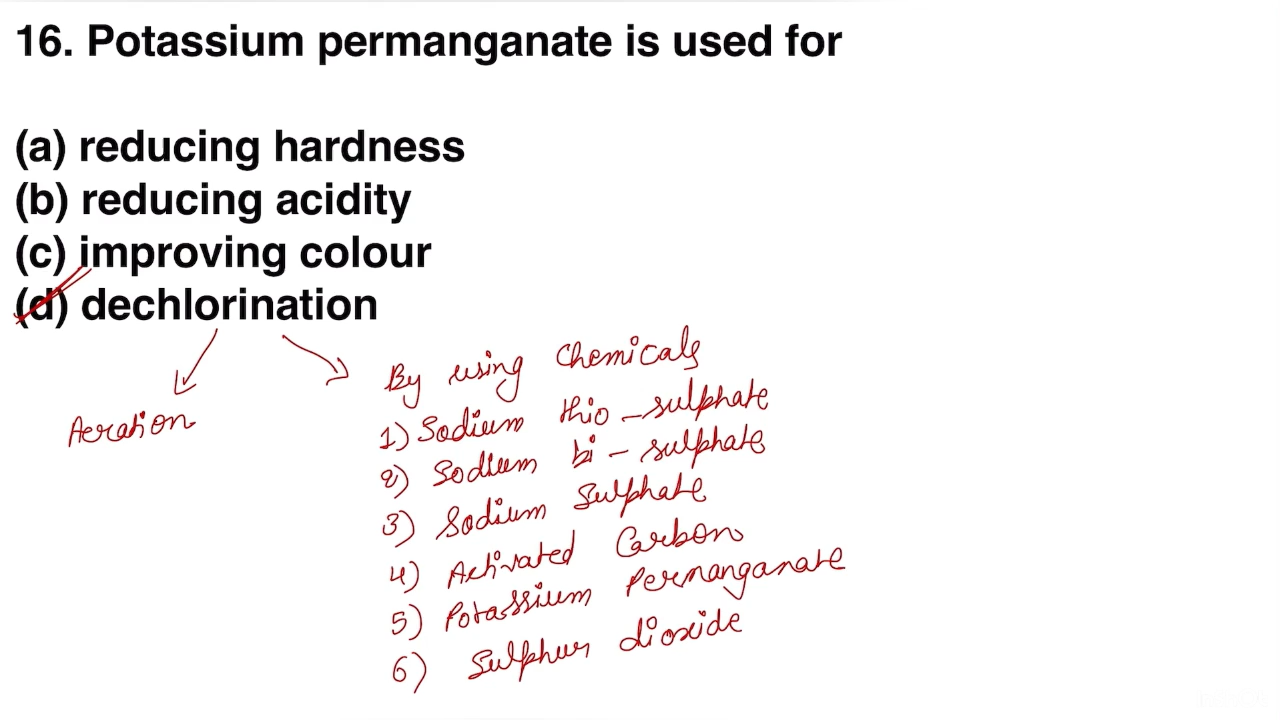 16. Potassium permanganate is used for
(a) reducing hardness
(b) reducing acidity
(c) improving colour
(d) dechlorination
Aeration
By using Chemicals
1) Sodium thio-sulphate
2) Sodium bi-sulphate
3) Sodium Sulphate
4) Activated Carbon
5) Potassium Permanganate
6) Sulphur dioxide